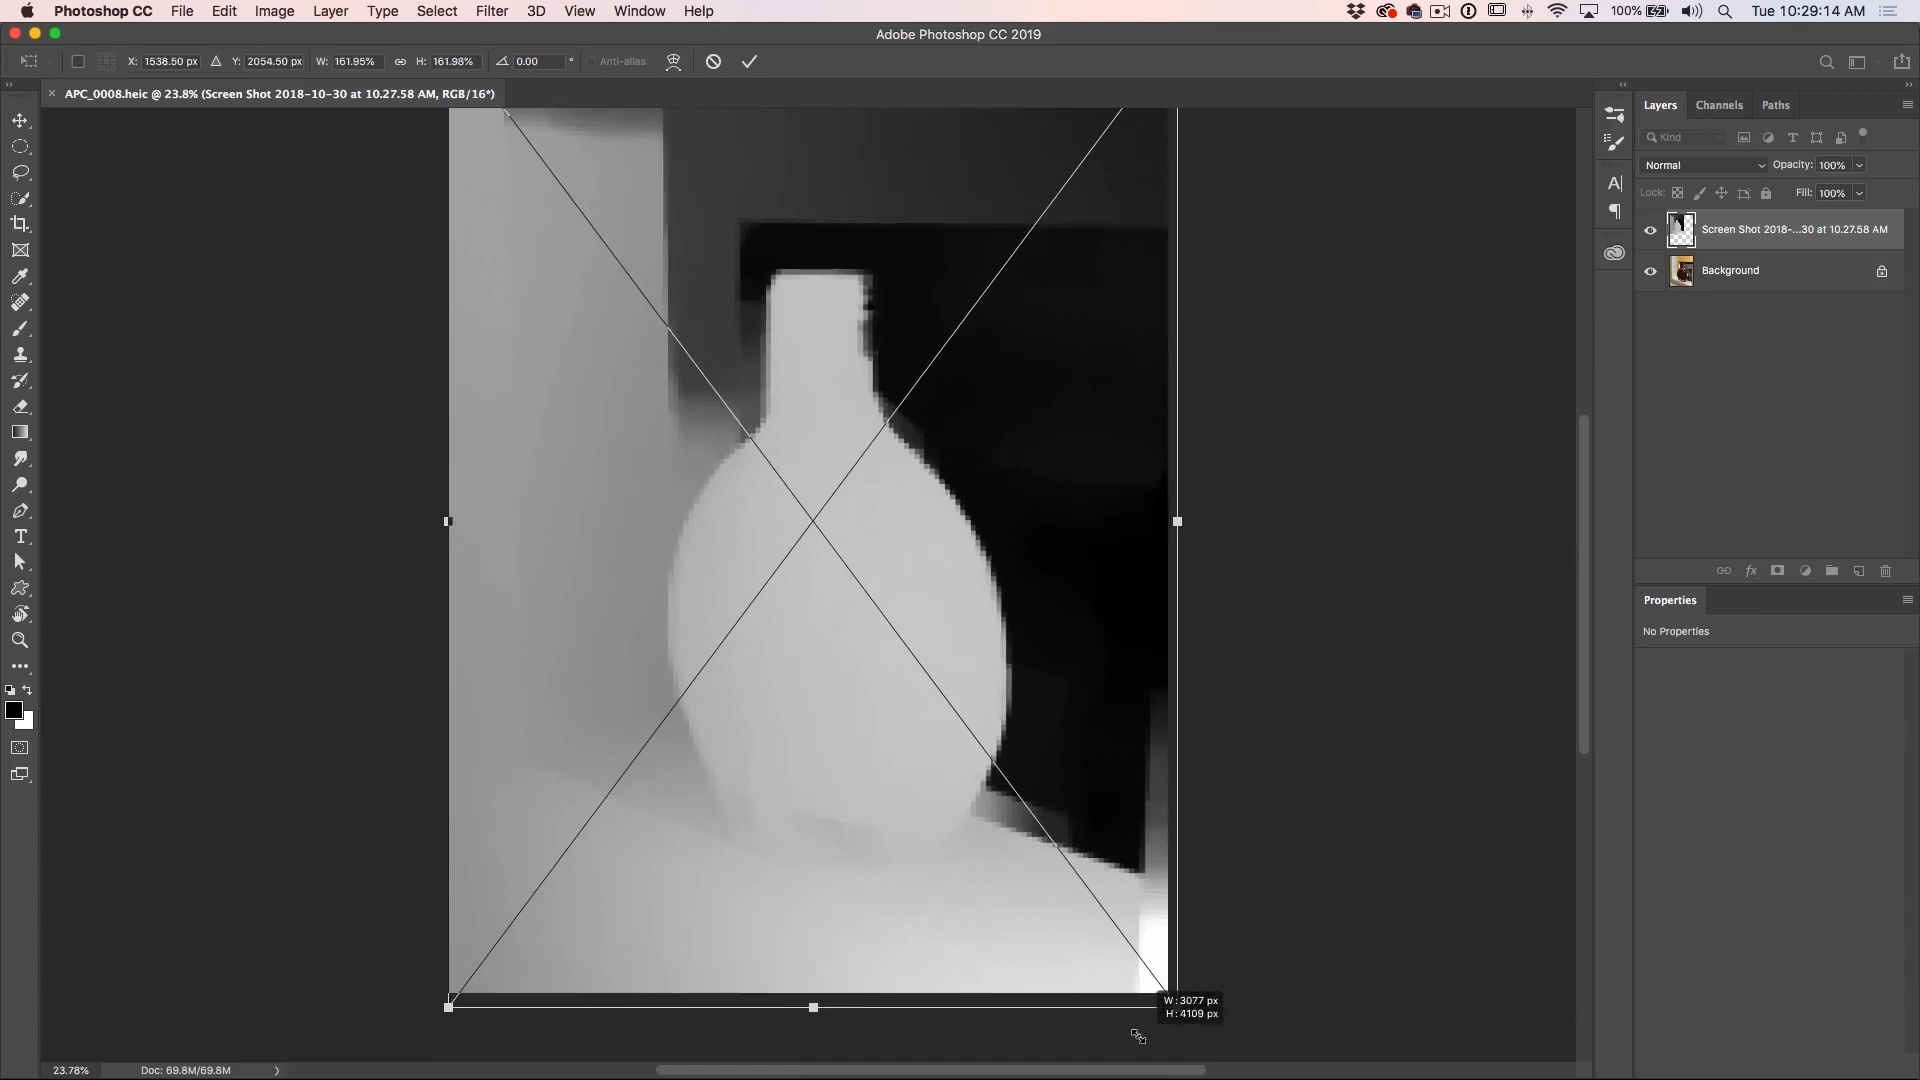 Photoshop CC File Edit Image Layer Type Select Filter 3D View Window Help 100% Tue 10:29:14 AM
Adobe Photoshop CC 2019
X: 1538.50 px Y: 2054.50 px W: 161.95% H: 161.98% 0.00 ° Anti-alias
× APC_0008.heic @ 23.8% (Screen Shot 2018-10-30 at 10.27.58 AM, RGB/16*)
Layers Channels Paths
Kind
Normal Opacity: 100%
Lock: Fill: 100%
Screen Shot 2018-...30 at 10.27.58 AM
Background
Properties
No Properties
W: 3077 px
H: 4109 px
23.78% Doc: 69.8M/69.8M